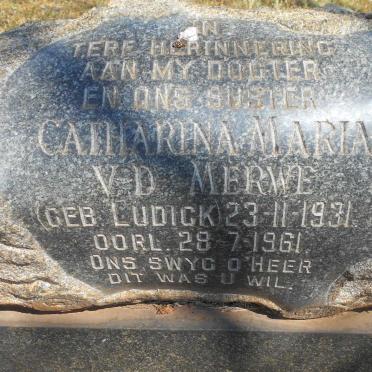 IN
TERE HERINNERING
AAN MY DOGTER
EN ONS SUSTER
CATHARINA MARIA
V.D. MERWE
(GEB LUDICK) 23-11-1931
OORL. 28-7-1961
ONS SWYG O HEER
DIT WAS U WIL.